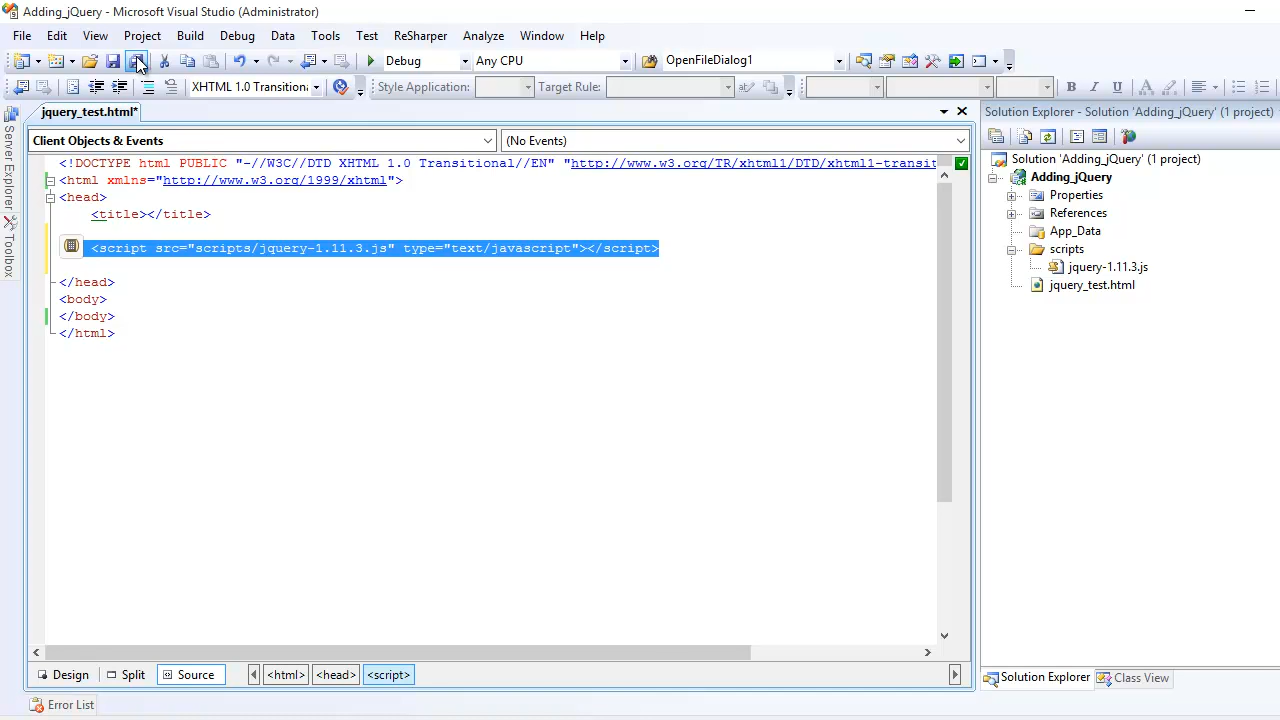 Adding_jQuery - Microsoft Visual Studio (Administrator)
File Edit View Project Build Debug Data Tools Test ReSharper Analyze Window Help
Debug Any CPU OpenFileDialog1
XHTML 1.0 Transition Style Application: Target Rule: B I U A
jquery_test.html*
Client Objects & Events (No Events)
<!DOCTYPE html PUBLIC "-//W3C//DTD XHTML 1.0 Transitional//EN" "http://www.w3.org/TR/xhtml1/DTD/xhtml1-transit
<html xmlns="http://www.w3.org/1999/xhtml">
<head>
<title></title>
<script src="scripts/jquery-1.11.3.js" type="text/javascript"></script>
</head>
<body>
</body>
</html>
Design Split Source <html> <head> <script>
Error List
Server Explorer
Toolbox
Solution Explorer - Solution 'Adding_jQuery' (1 project)
Solution 'Adding_jQuery' (1 project)
Adding_jQuery
Properties
References
App_Data
scripts
jquery-1.11.3.js
jquery_test.html
Solution Explorer Class View